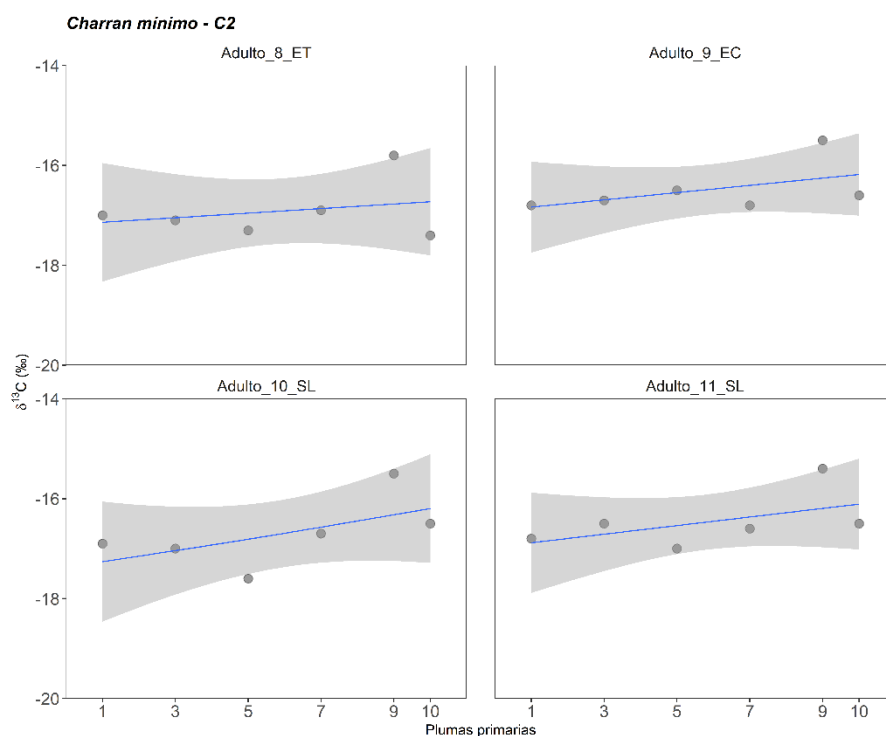 Charran mínimo - C2
Adulto_8_ET
Adulto_9_EC
-14
-16
-18
-20
Adulto_10_SL
Adulto_11_SL
δ¹³C (‰)
-14
-16
-18
-20
1 3 5 7 9 10
1 3 5 7 9 10
Plumas primarias